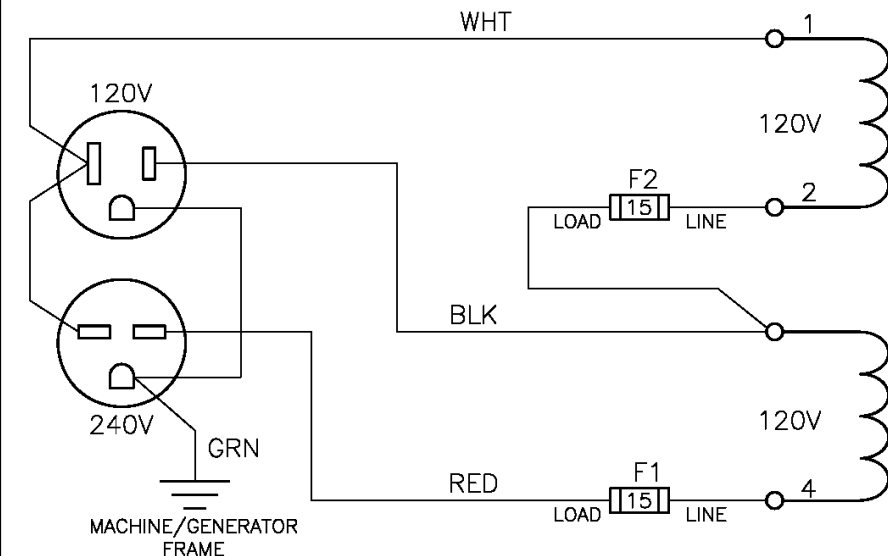 WHT
1
120V
120V
F2
15
2
LOAD
LINE
BLK
120V
240V
GRN
RED
F1
15
4
LOAD
LINE
MACHINE/GENERATOR
FRAME